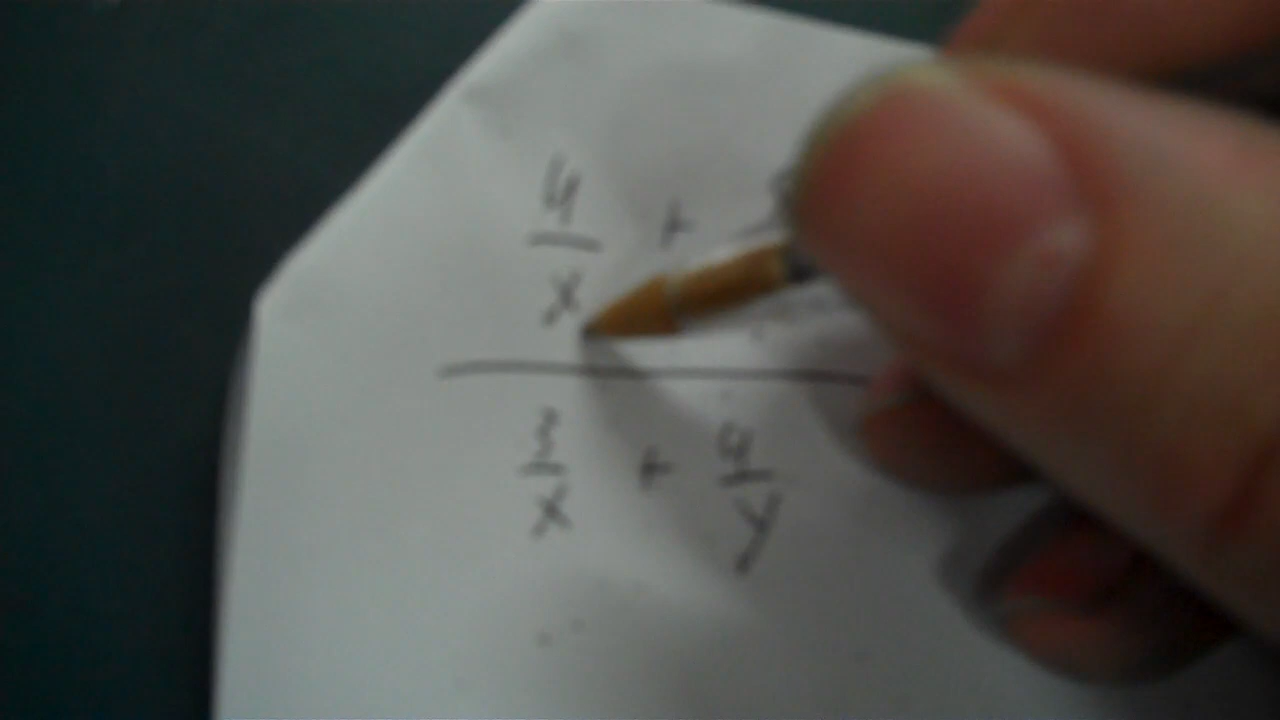 4/x +
3/x + 4/y